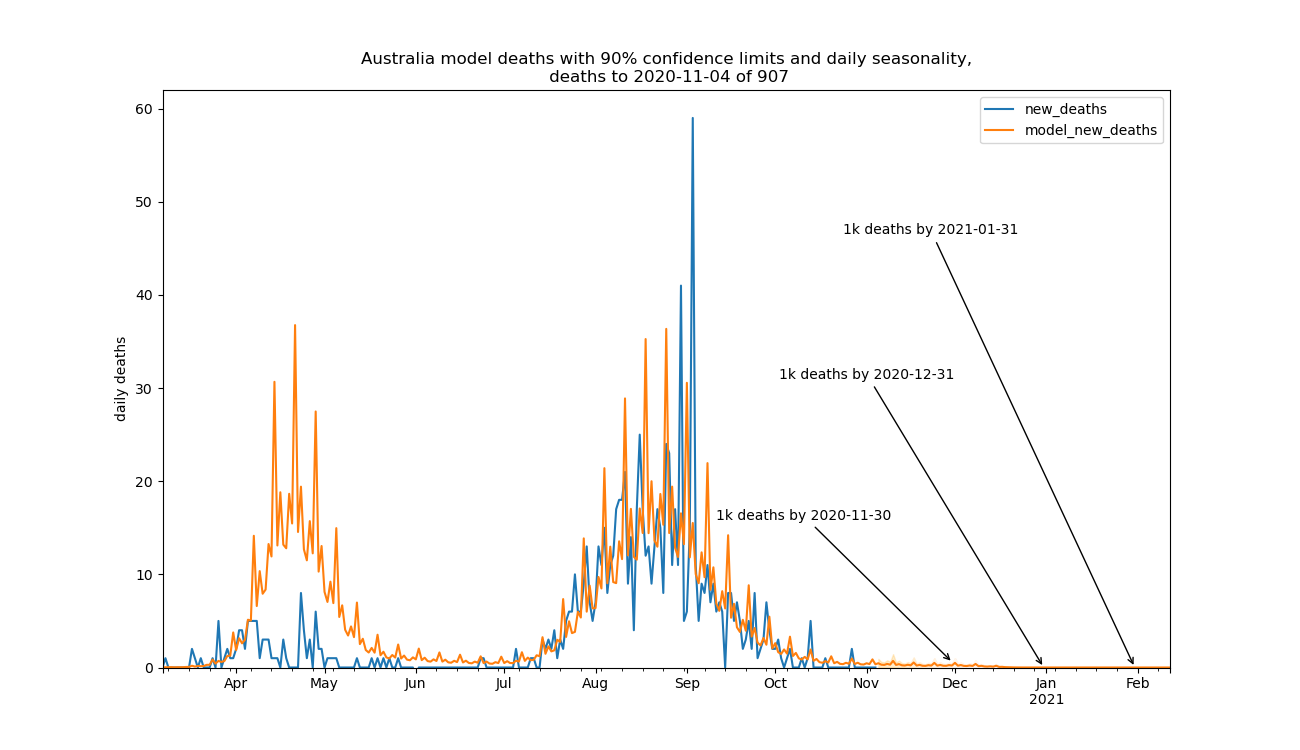 Australia model deaths with 90% confidence limits and daily seasonality,
deaths to 2020-11-04 of 907
60
50
40
30
20
10
0
daily deaths
new_deaths
model_new_deaths
1k deaths by 2021-01-31
1k deaths by 2020-12-31
1k deaths by 2020-11-30
Apr May Jun Jul Aug Sep Oct Nov Dec Jan Feb
2021